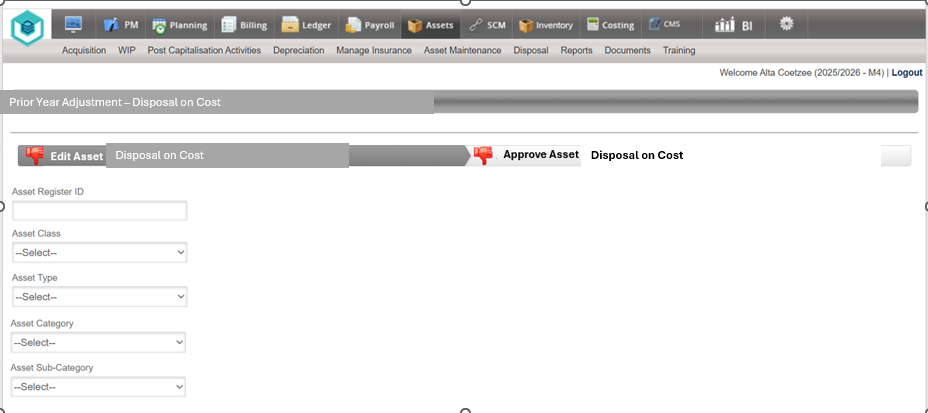 PM Planning Billing Ledger Payroll Assets SCM Inventory Costing CMS BI
Acquisition WIP Post Capitalisation Activities Depreciation Manage Insurance Asset Maintenance Disposal Reports Documents Training
Welcome Alta Coetzee (2025/2026 - M4) | Logout
Prior Year Adjustment – Disposal on Cost
Edit Asset Disposal on Cost Approve Asset Disposal on Cost
Asset Register ID
Asset Class
--Select--
Asset Type
--Select--
Asset Category
--Select--
Asset Sub-Category
--Select--